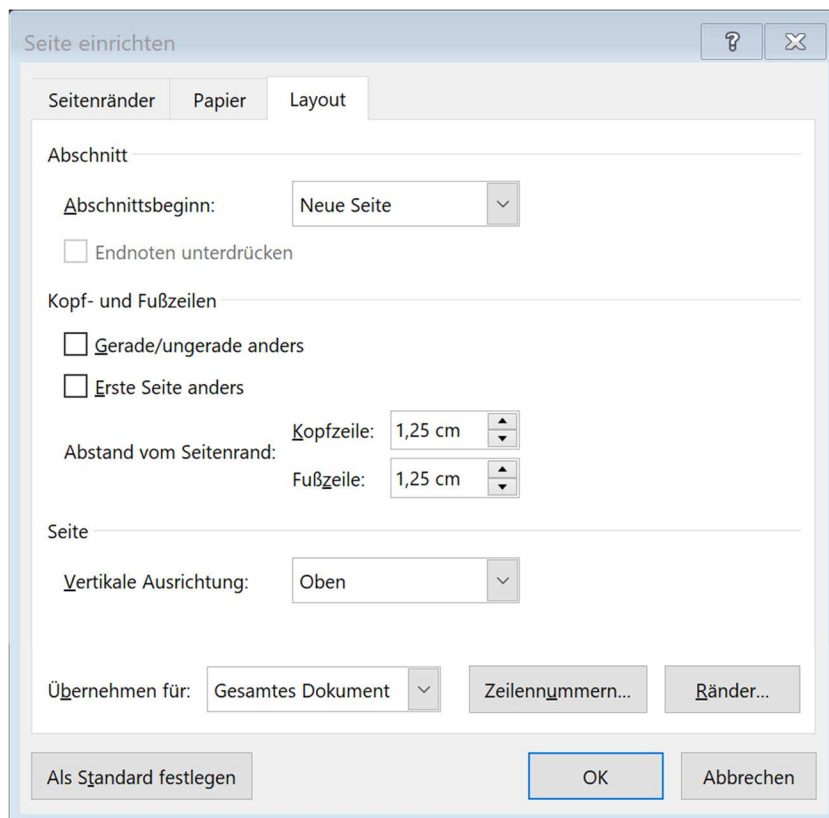 Seite einrichten
Seitenränder Papier Layout
Abschnitt
Abschnittsbeginn: Neue Seite
Endnoten unterdrücken
Kopf- und Fußzeilen
Gerade/ungerade anders
Erste Seite anders
Abstand vom Seitenrand:
Kopfzeile: 1,25 cm
Fußzeile: 1,25 cm
Seite
Vertikale Ausrichtung: Oben
Übernehmen für: Gesamtes Dokument Zeilennummern... Ränder...
Als Standard festlegen OK Abbrechen